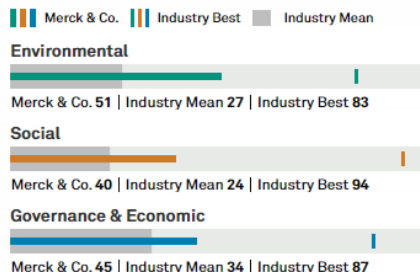 Merck & Co. Industry Best Industry Mean
Environmental
Merck & Co. 51 | Industry Mean 27 | Industry Best 83
Social
Merck & Co. 40 | Industry Mean 24 | Industry Best 94
Governance & Economic
Merck & Co. 45 | Industry Mean 34 | Industry Best 87